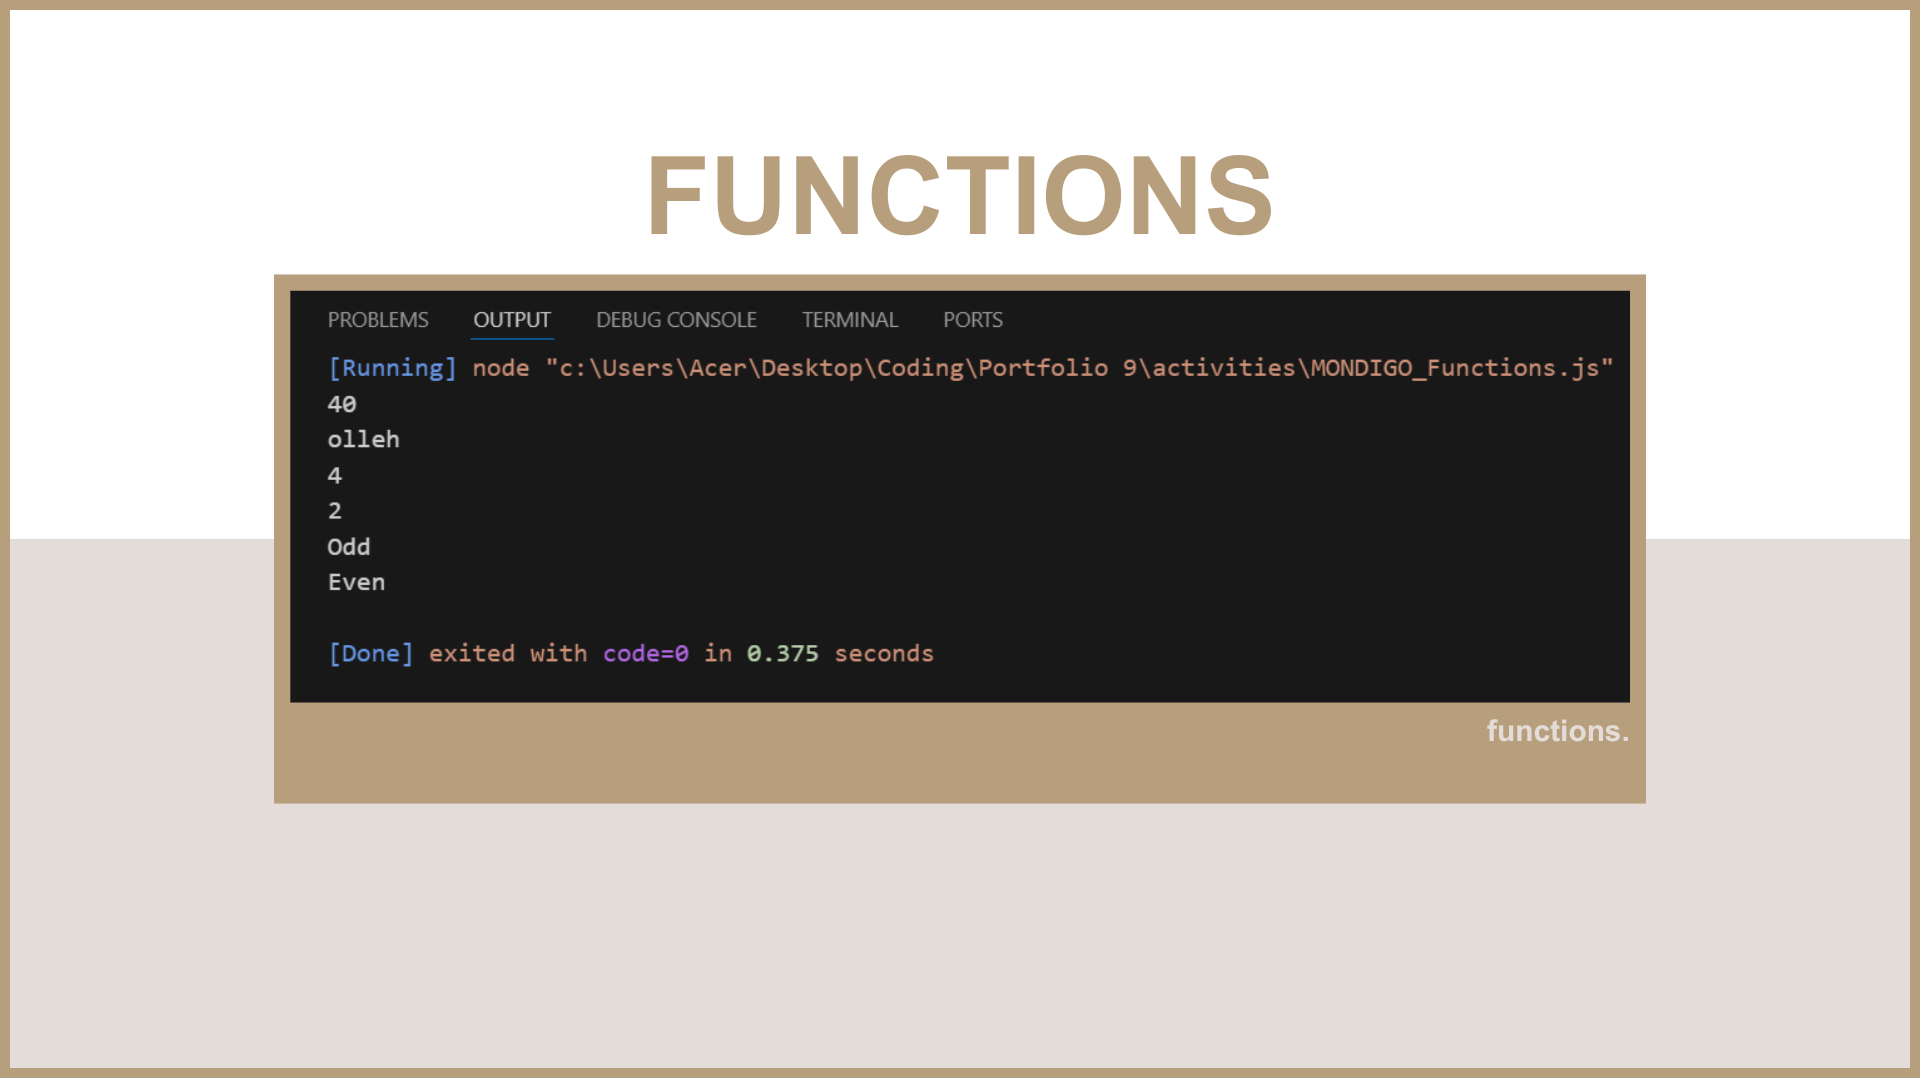 FUNCTIONS
PROBLEMS OUTPUT DEBUG CONSOLE TERMINAL PORTS
[Running] node "c:\Users\Acer\Desktop\Coding\Portfolio 9\activities\MONDIGO_Functions.js"
40
olleh
4
2
Odd
Even
[Done] exited with code=0 in 0.375 seconds
functions.